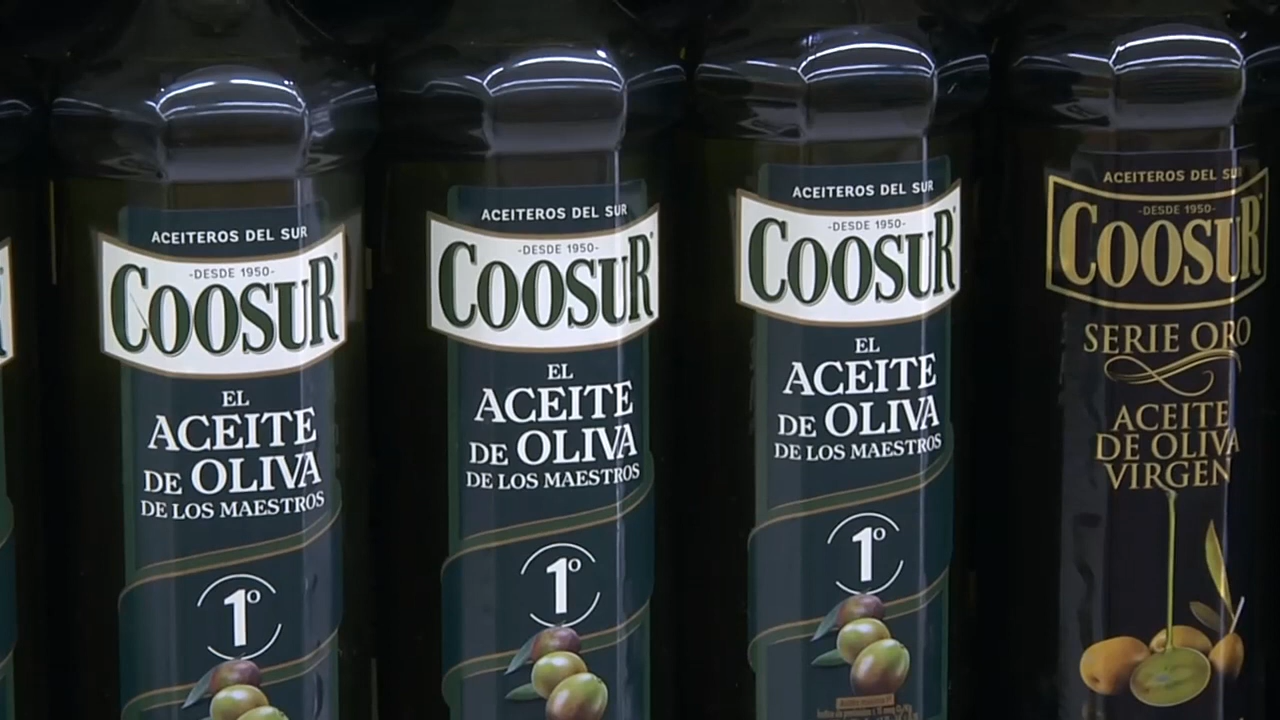 ACEITEROS DEL SUR
-DESDE 1950-
COOSUR
EL
ACEITE
DE OLIVA
DE LOS MAESTROS
1º
ACEITEROS DEL SUR
-DESDE 1950-
COOSUR
EL
ACEITE
DE OLIVA
DE LOS MAESTROS
1º
ACEITEROS DEL SUR
-DESDE 1950-
COOSUR
EL
ACEITE
DE OLIVA
DE LOS MAESTROS
1º
ACEITEROS DEL SUR
-DESDE 1950-
COOSUR
SERIE ORO
ACEITE
DE OLIVA
VIRGEN